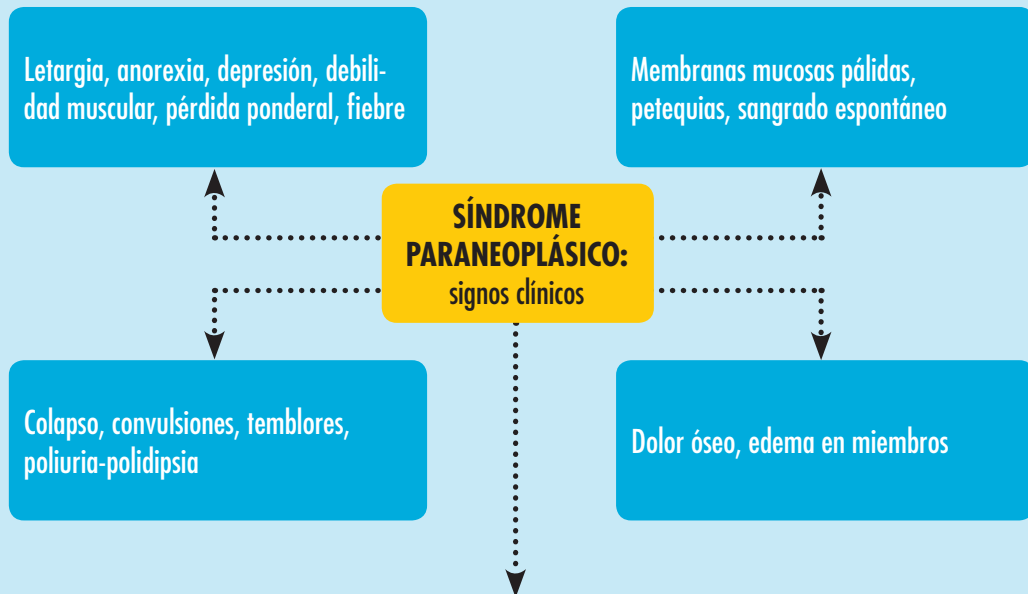 Letargia, anorexia, depresión, debili-
dad muscular, pérdida ponderal, fiebre
Membranas mucosas pálidas,
petequias, sangrado espontáneo
SÍNDROME
PARANEOPLÁSICO:
signos clínicos
Colapso, convulsiones, temblores,
poliuria-polidipsia
Dolor óseo, edema en miembros